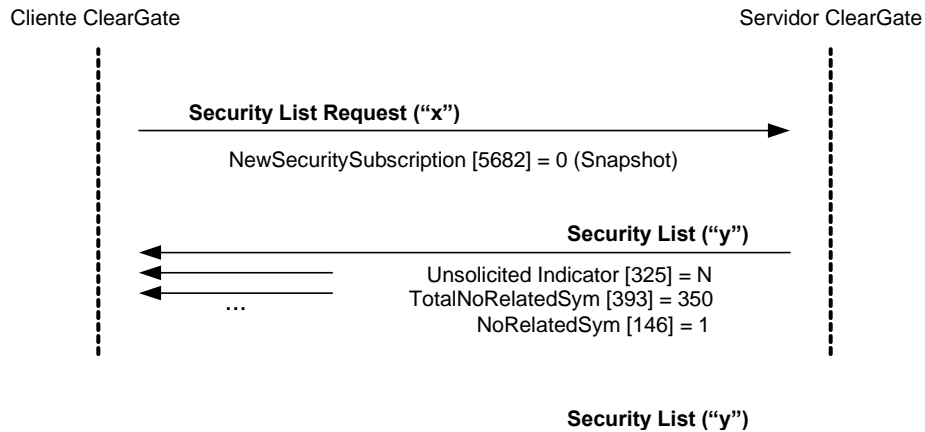 Cliente ClearGate
Servidor ClearGate
Security List Request (“x”)
NewSecuritySubscription [5682] = 0 (Snapshot)
Security List (“y”)
Unsolicited Indicator [325] = N
TotalNoRelatedSym [393] = 350
...
NoRelatedSym [146] = 1
Security List (“y”)